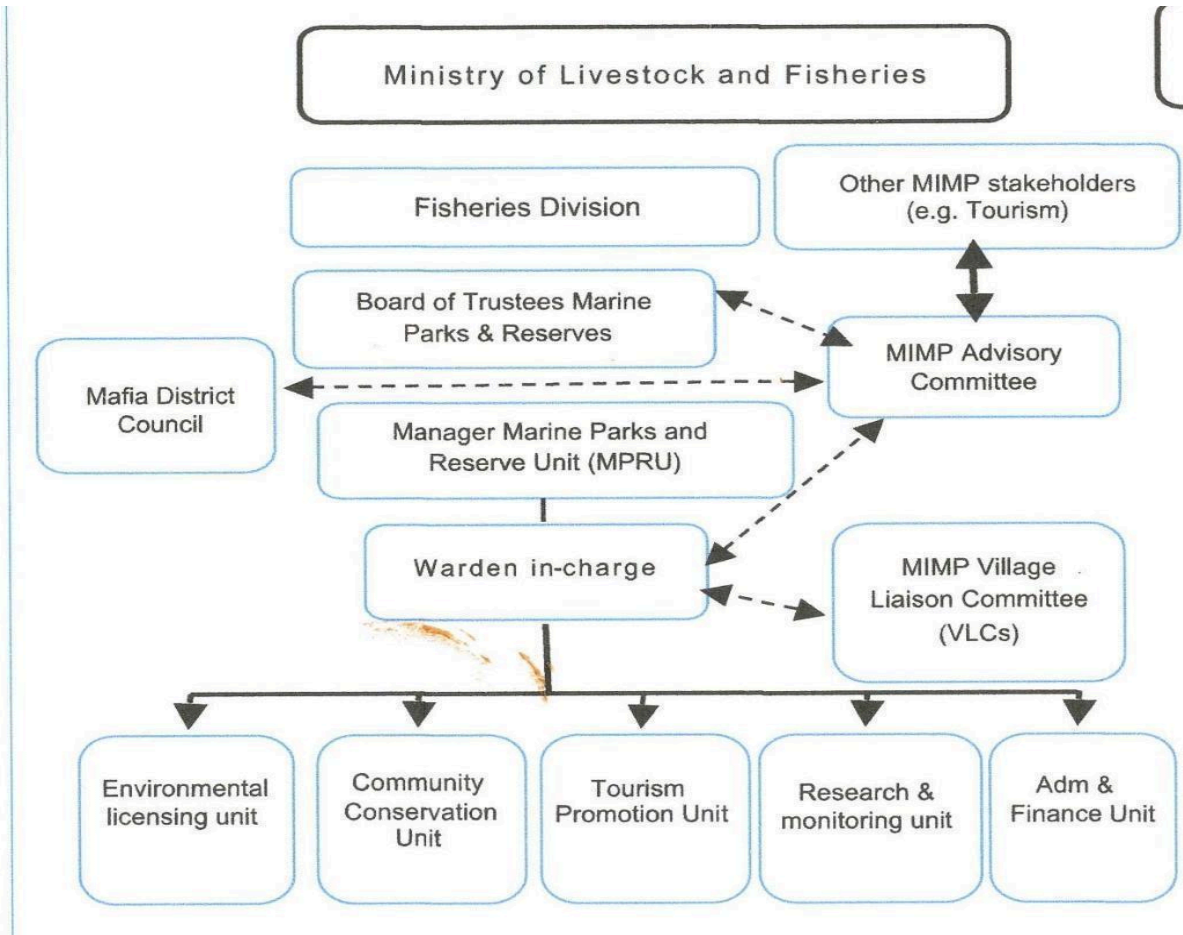 Ministry of Livestock and Fisheries
Other MIMP stakeholders
(e.g. Tourism)
Fisheries Division
Board of Trustees Marine
Parks & Reserves
MIMP Advisory
Committee
Mafia District
Council
Manager Marine Parks and
Reserve Unit (MPRU)
Warden in-charge
MIMP Village
Liaison Committee
(VLCs)
Environmental
licensing unit
Community
Conservation
Unit
Tourism
Promotion Unit
Research &
monitoring unit
Adm &
Finance Unit